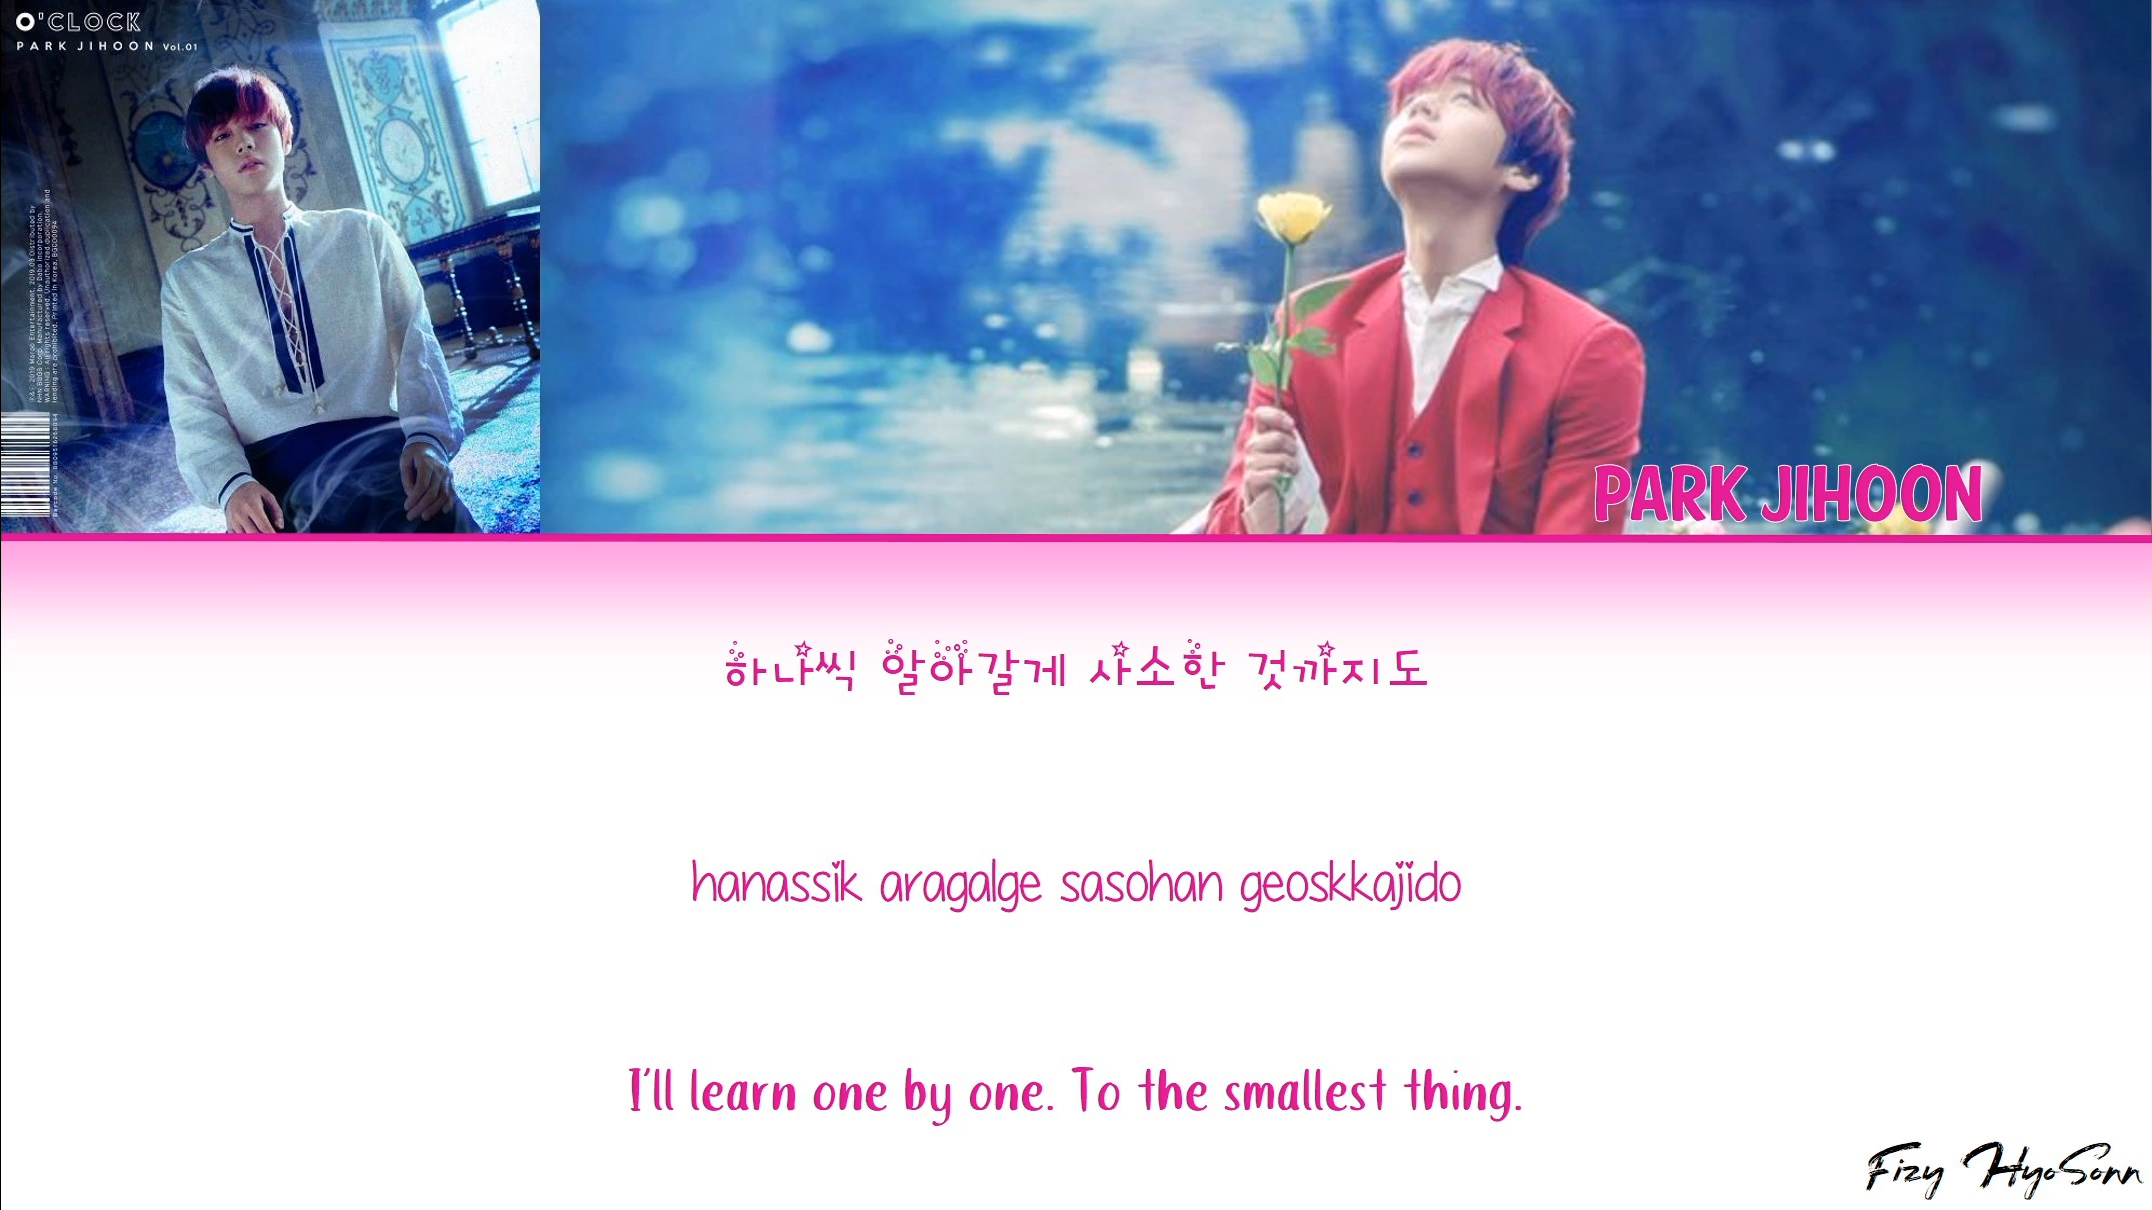 O'CLOCK
PARK JIHOON Vol.01
PARK JIHOON
하나씩 알아갈게 사소한 것까지도
hanassik aragalge sasohan geoskkajido
I'll learn one by one. To the smallest thing.
Fizy HyoSonn